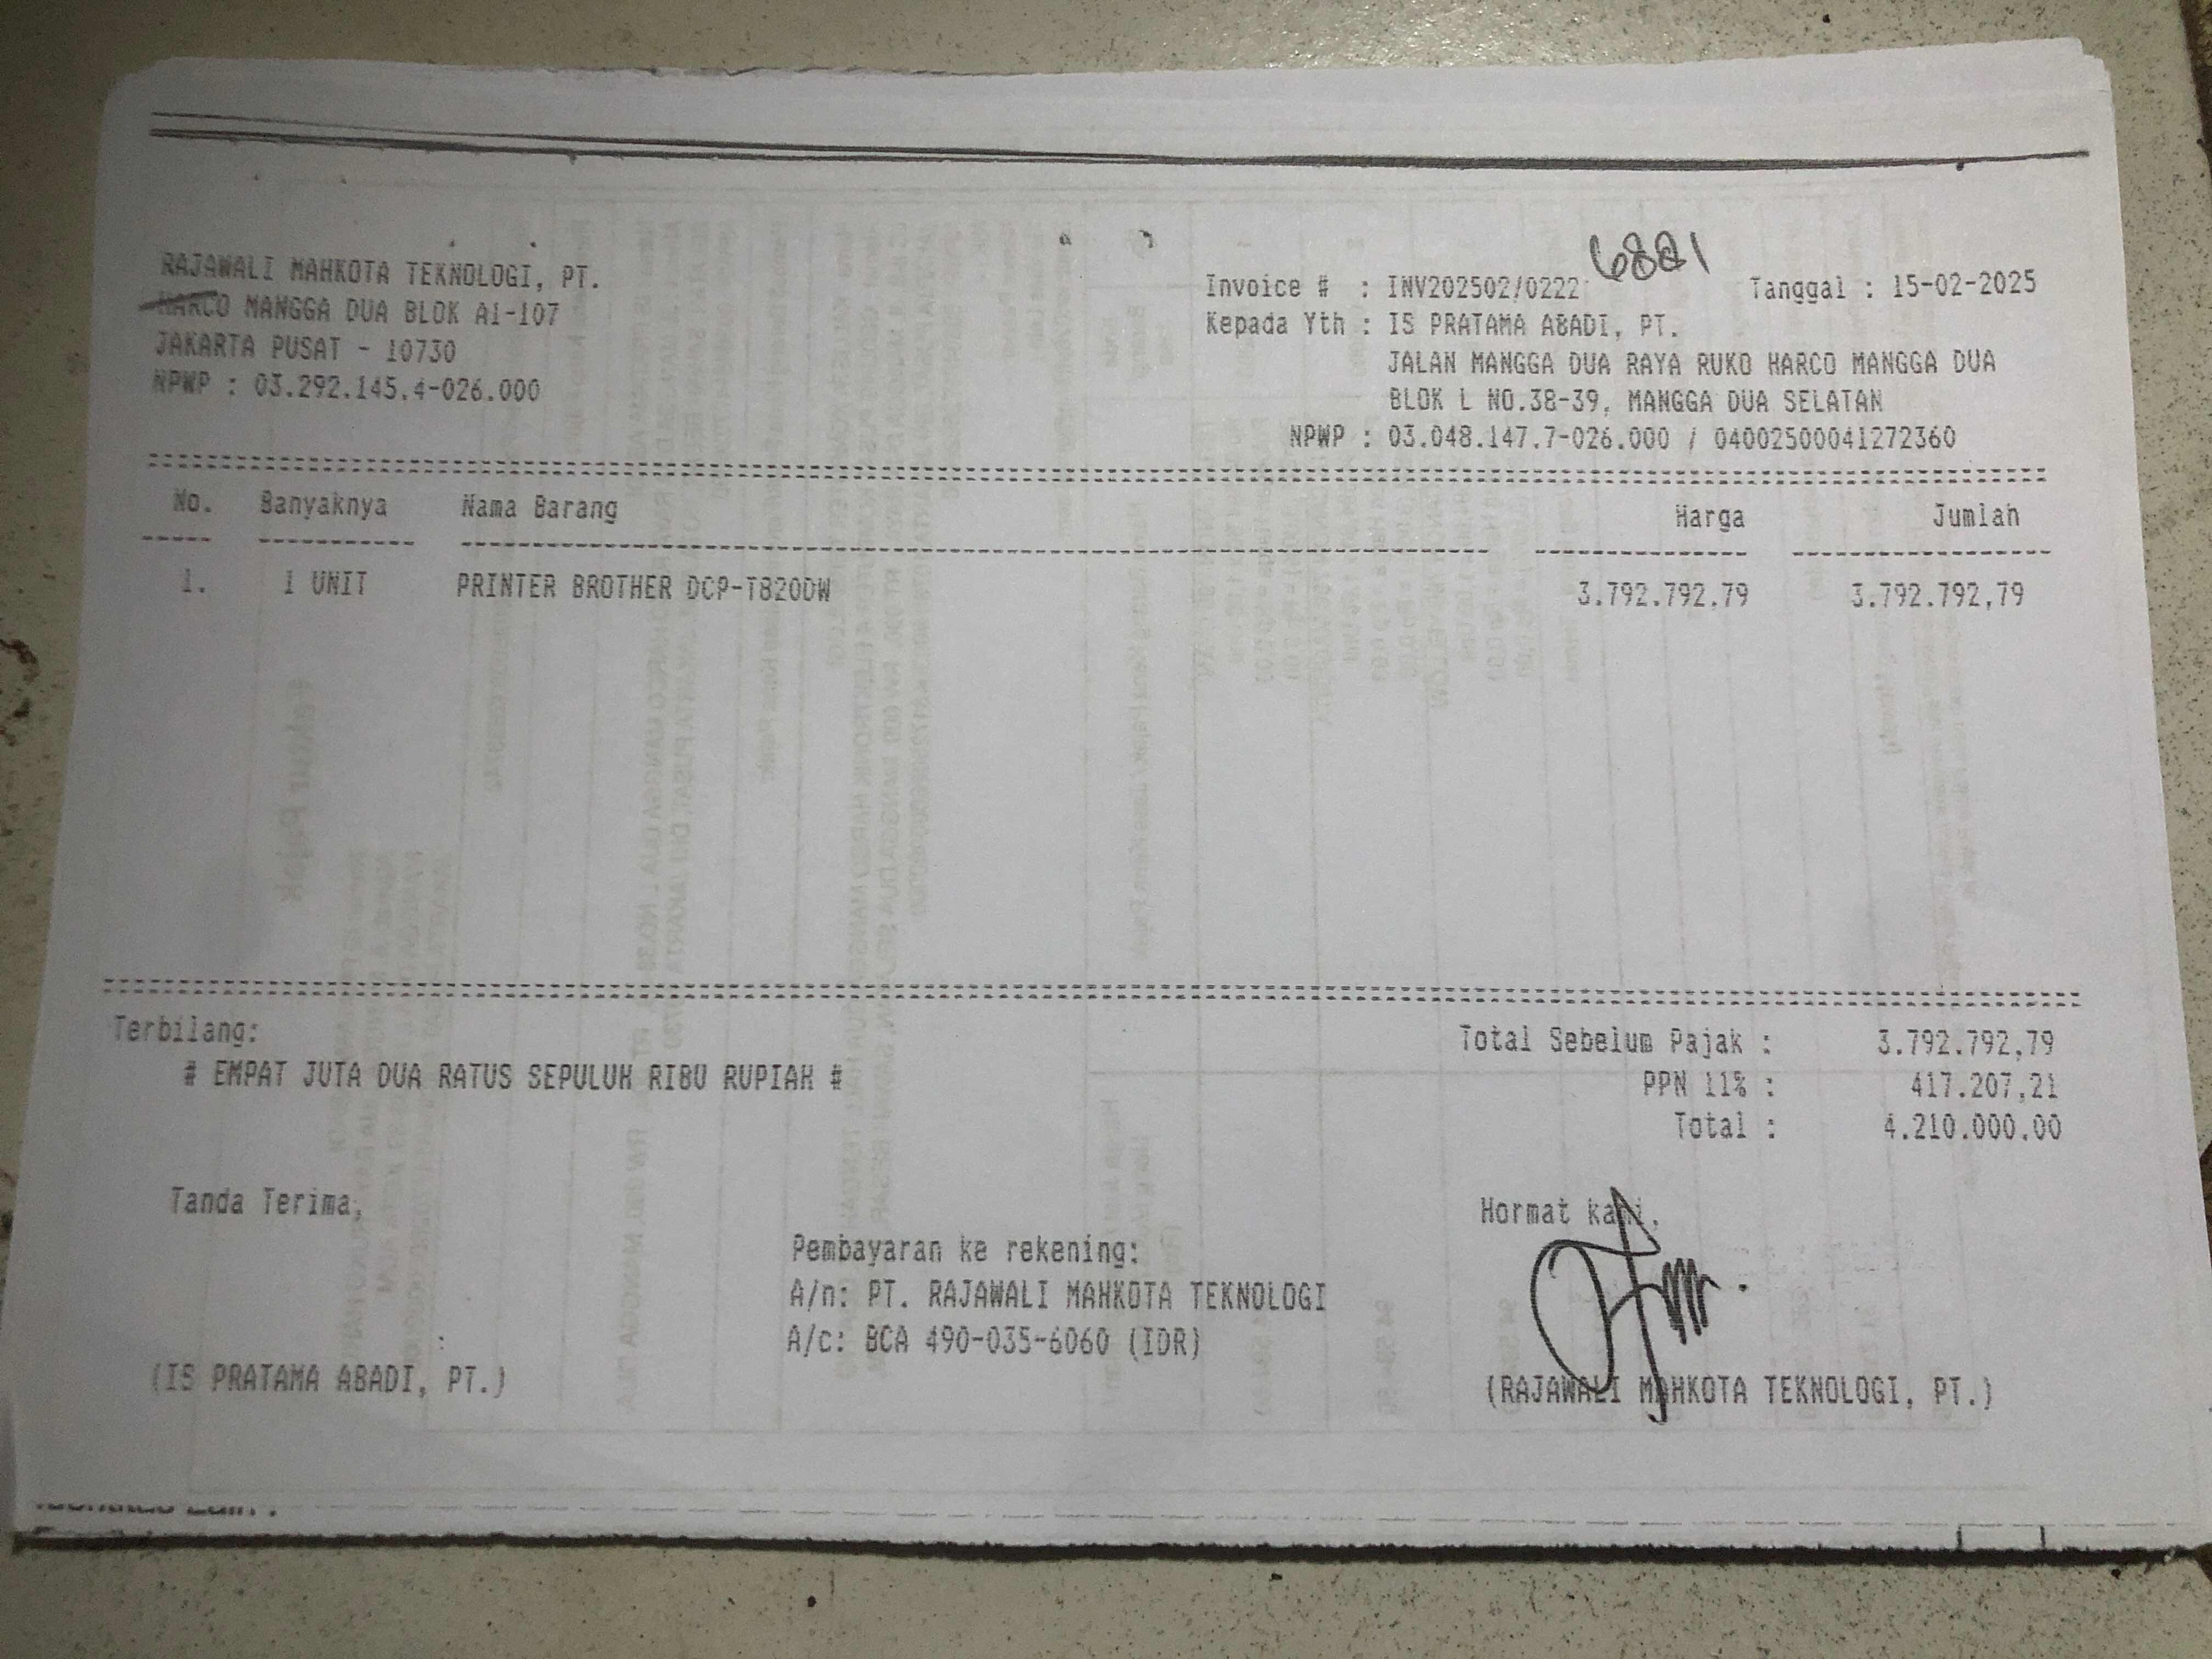 RAJAWALI MAHKOTA TEKNOLOGI, PT.
HARCO MANGGA DUA BLOK A1-107
JAKARTA PUSAT - 10730
NPWP : 03.292.145.4-026.000
6881
Invoice # : INV202502/0222 Tanggal : 15-02-2025
Kepada Yth : IS PRATAMA ABADI, PT.
JALAN MANGGA DUA RAYA RUKO HARCO MANGGA DUA
BLOK L NO.38-39, MANGGA DUA SELATAN
NPWP : 03.048.147.7-026.000 / 04002500041272360
No. Banyaknya Nama Barang Harga Jumlah
1. 1 UNIT PRINTER BROTHER DCP-T820DW 3.792.792,79 3.792.792,79
Terbilang:
# EMPAT JUTA DUA RATUS SEPULUH RIBU RUPIAH #
Total Sebelum Pajak : 3.792.792,79
PPN 11% : 417.207,21
Total : 4.210.000,00
Tanda Terima,
(IS PRATAMA ABADI, PT.)
Pembayaran ke rekening:
A/n: PT. RAJAWALI MAHKOTA TEKNOLOGI
A/c: BCA 490-035-6060 (IDR)
Hormat kami,
(RAJAWALI MAHKOTA TEKNOLOGI, PT.)